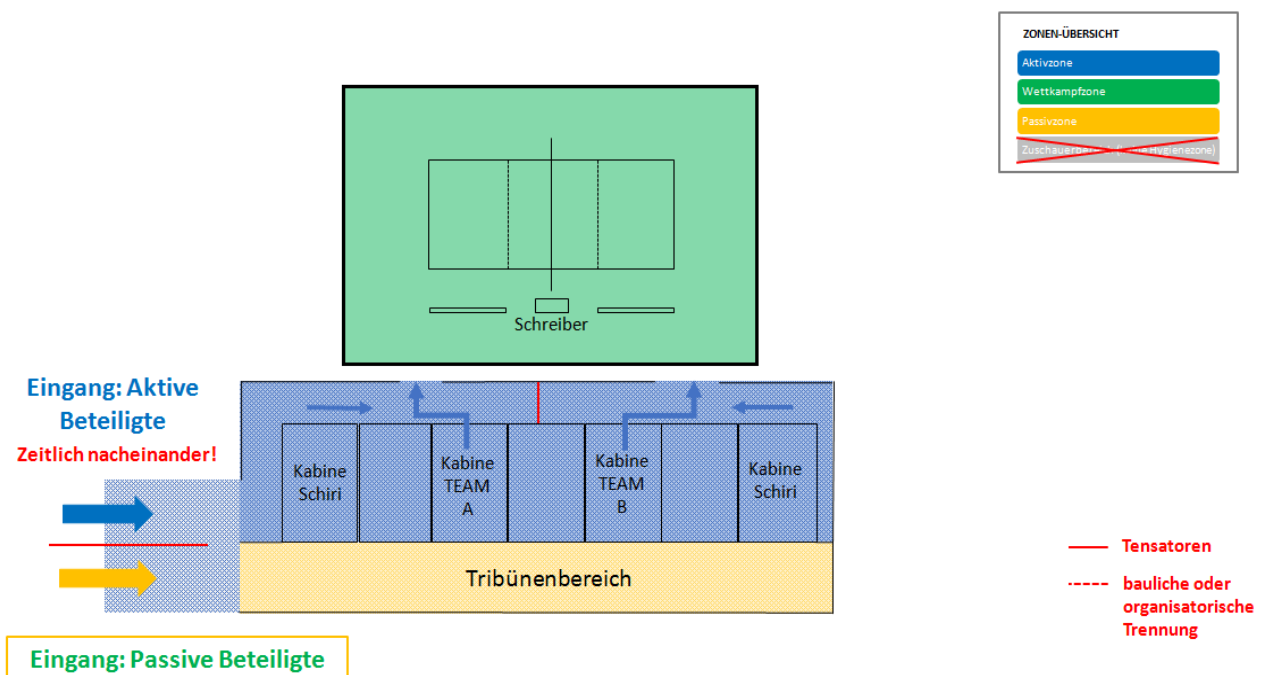 ZONEN-ÜBERSICHT
Aktivzone
Wettkampfzone
Passivzone
Hygienezone)
Schreiber
Eingang: Aktive
Beteiligte
Zeitlich nacheinander!
Kabine
Schiri
Kabine
TEAM
A
Kabine
TEAM
B
Kabine
Schiri
Tribünenbereich
Eingang: Passive Beteiligte
Tensatoren
bauliche oder
organisatorische
Trennung